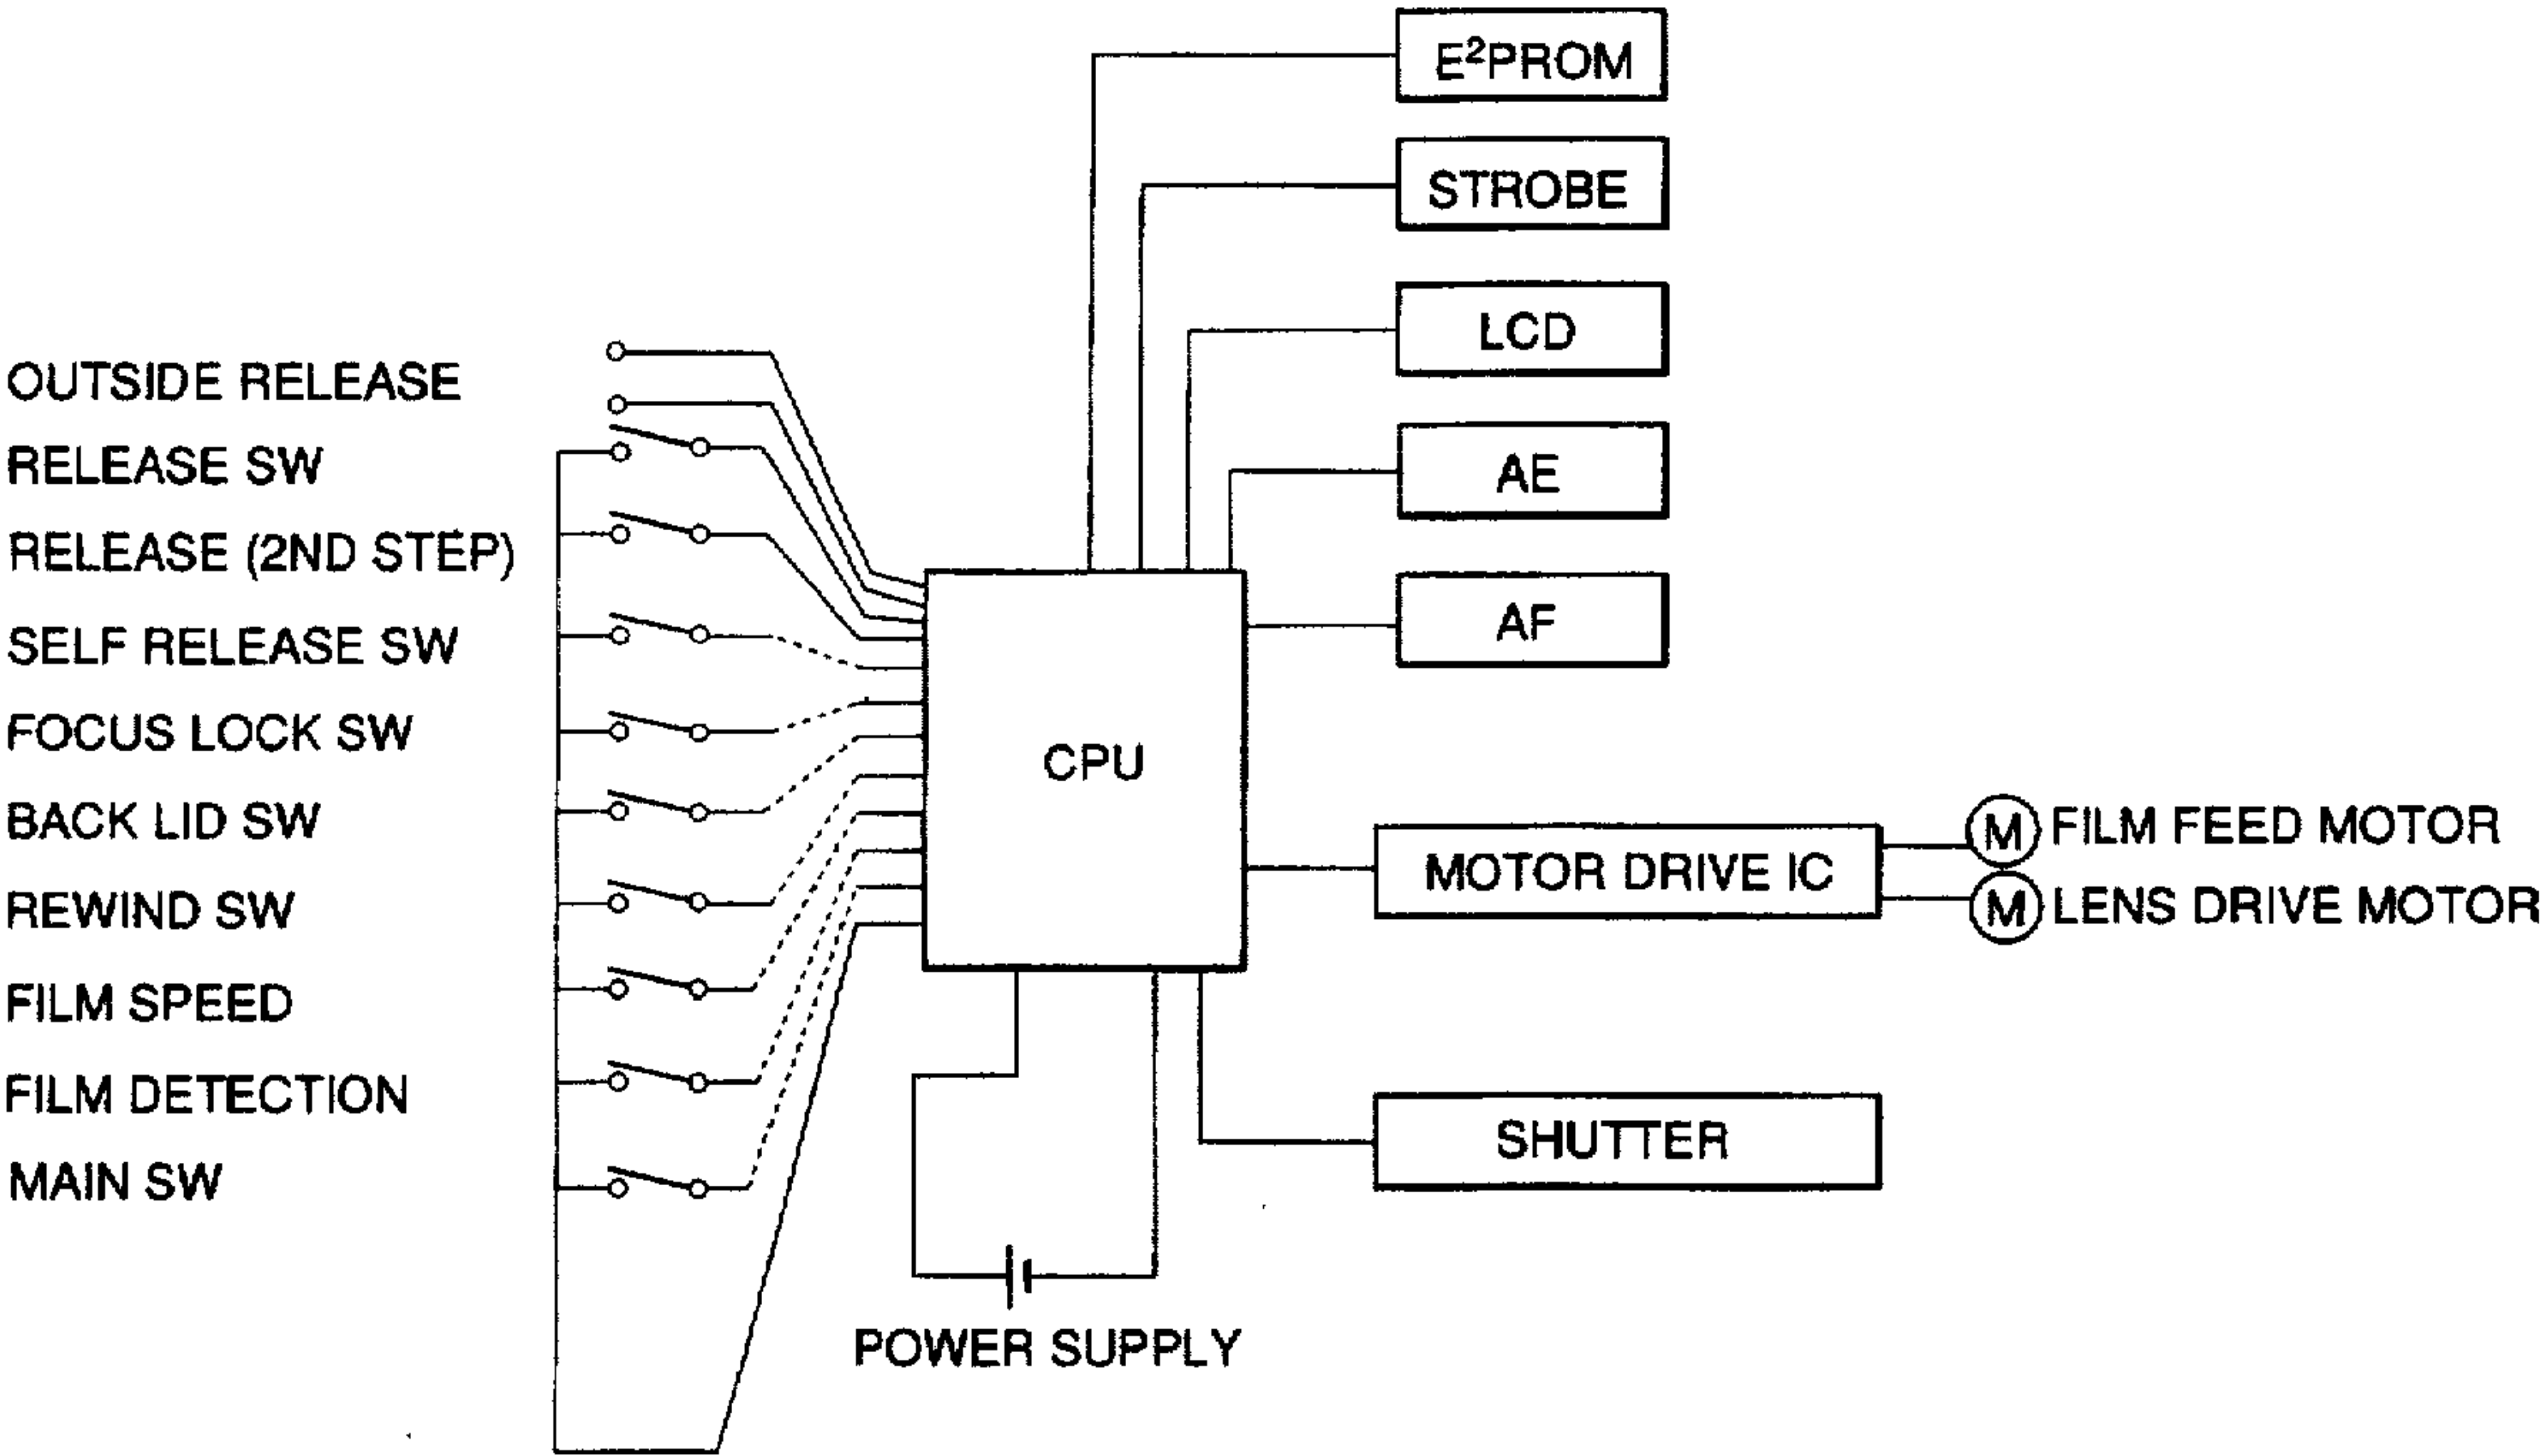 E²PROM
STROBE
LCD
AE
AF
OUTSIDE RELEASE
RELEASE SW
RELEASE (2ND STEP)
SELF RELEASE SW
FOCUS LOCK SW
BACK LID SW
REWIND SW
FILM SPEED
FILM DETECTION
MAIN SW
CPU
MOTOR DRIVE IC
M FILM FEED MOTOR
M LENS DRIVE MOTOR
SHUTTER
POWER SUPPLY